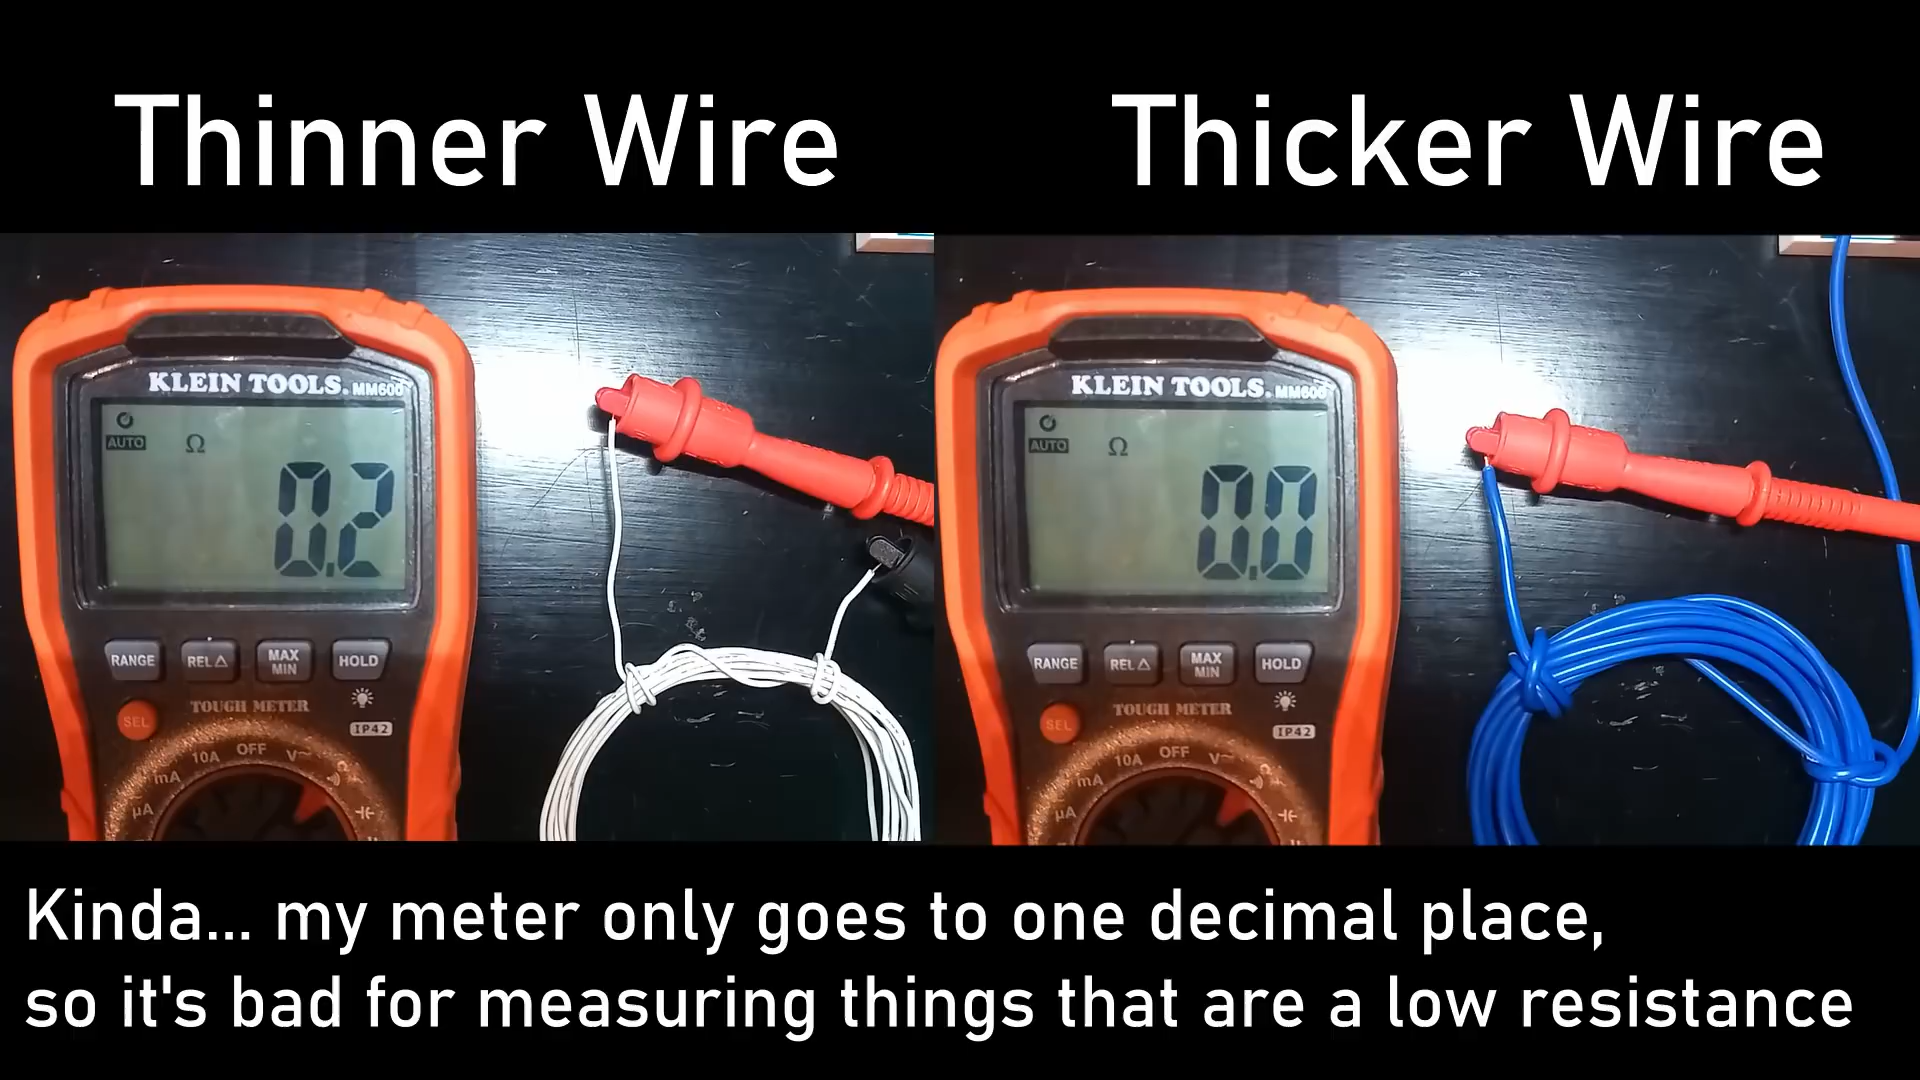 Thinner Wire
Thicker Wire
KLEIN TOOLS. MM600
AUTO Ω
0.2
RANGE REL△ MAX MIN HOLD
TOUGH METER
SEL
IP42
µA mA 10A OFF V~
KLEIN TOOLS. MM600
AUTO Ω
0.0
RANGE REL△ MAX MIN HOLD
TOUGH METER
SEL
IP42
µA mA 10A OFF V~
Kinda... my meter only goes to one decimal place,
so it's bad for measuring things that are a low resistance